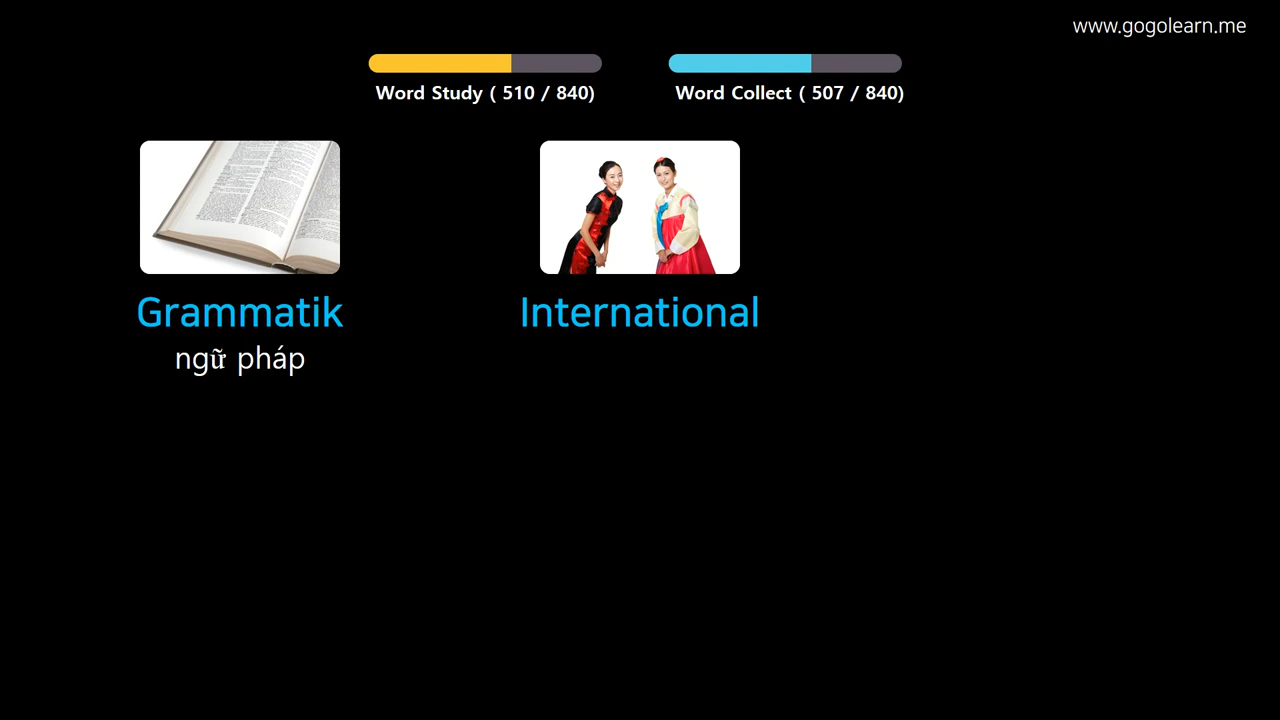 www.gogolearn.me
Word Study ( 510 / 840)
Word Collect ( 507 / 840)
Grammatik
ngữ pháp
International